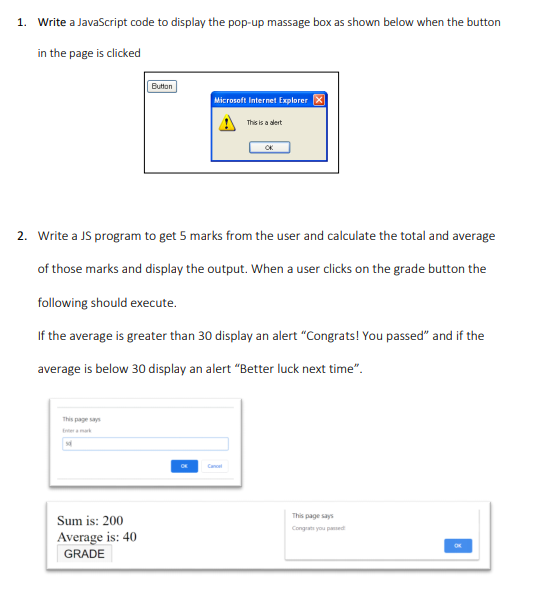 1. Write a JavaScript code to display the pop-up massage box as shown below when the button
in the page is clicked
Button
Microsoft Internet Explorer
This is a alert
OK
2. Write a JS program to get 5 marks from the user and calculate the total and average
of those marks and display the output. When a user clicks on the grade button the
following should execute.
If the average is greater than 30 display an alert “Congrats! You passed” and if the
average is below 30 display an alert “Better luck next time”.
This page says
Enter a mark
OK Cancel
Sum is: 200
Average is: 40
GRADE
This page says
Congrats you passed
OK